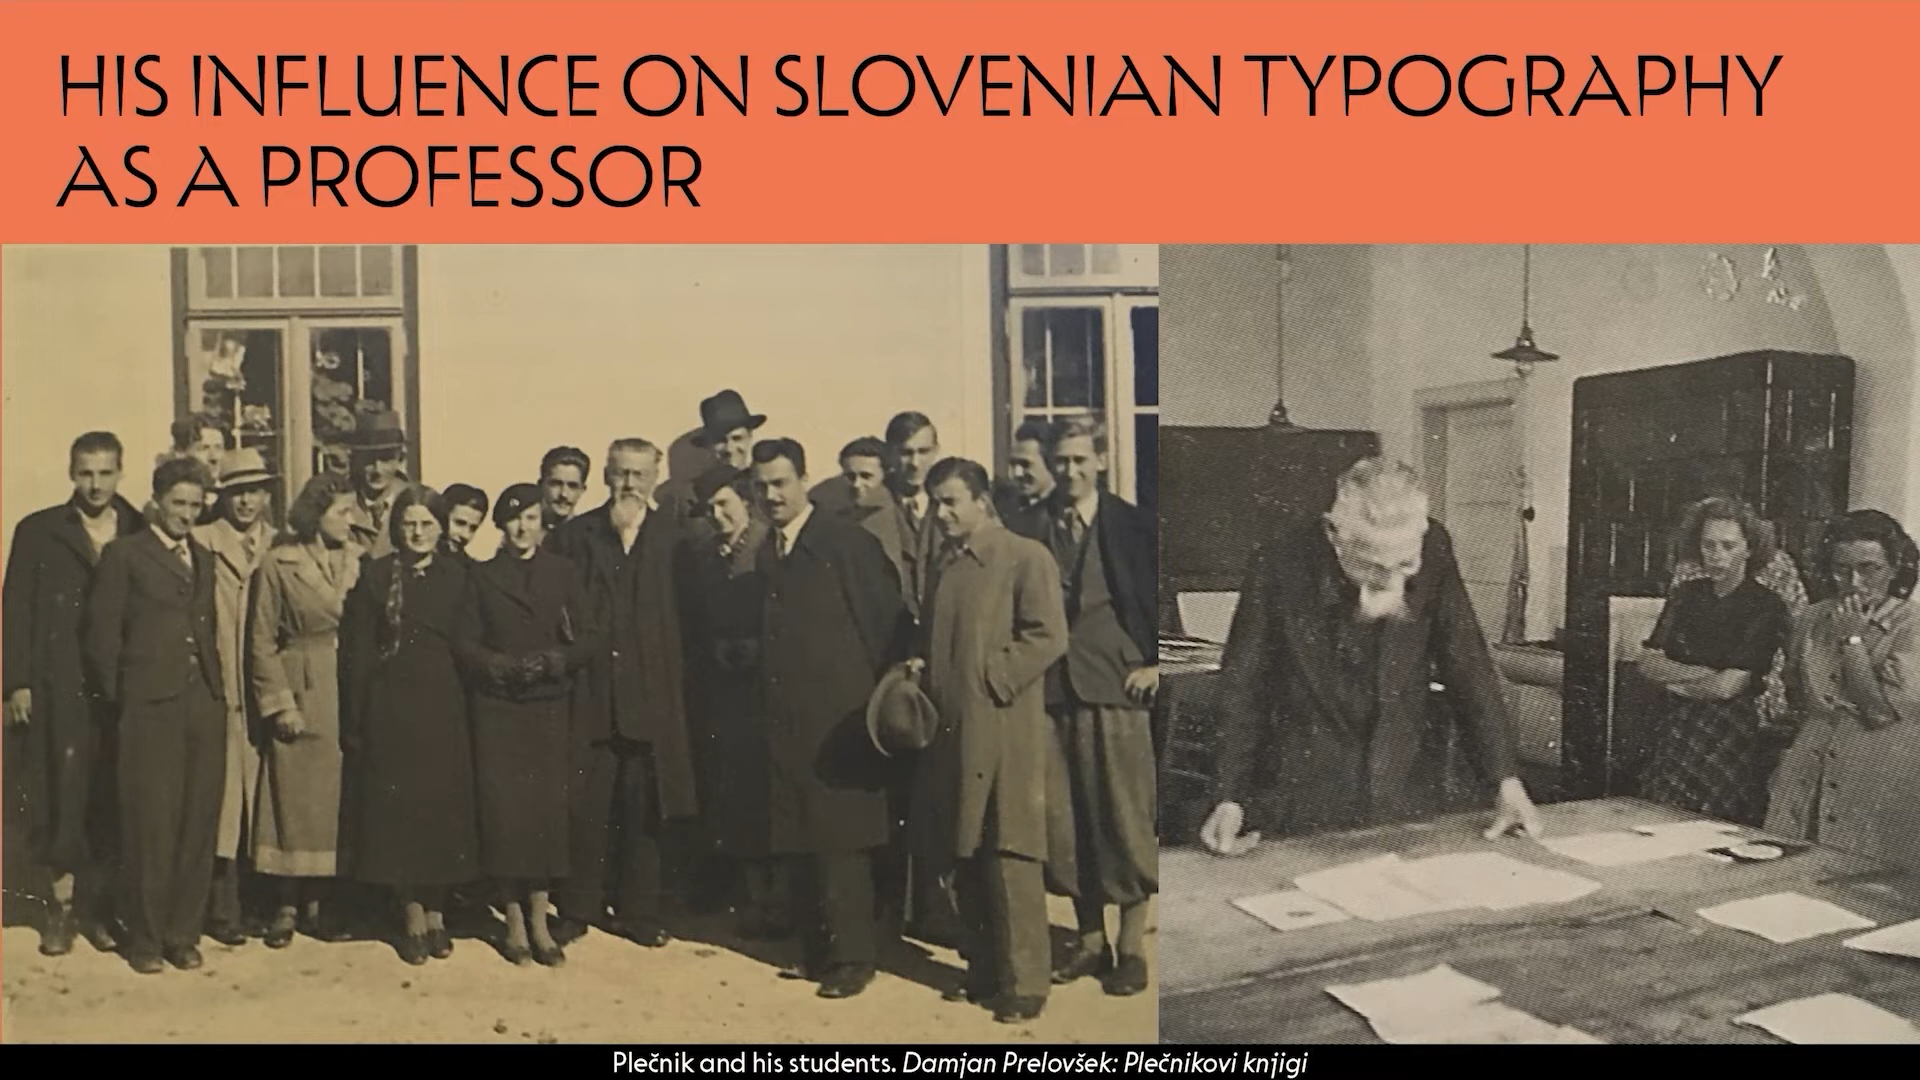 HIS INFLUENCE ON SLOVENIAN TYPOGRAPHY
AS A PROFESSOR
Plečnik and his students. Damjan Prelovšek: Plečnikovi knjigi